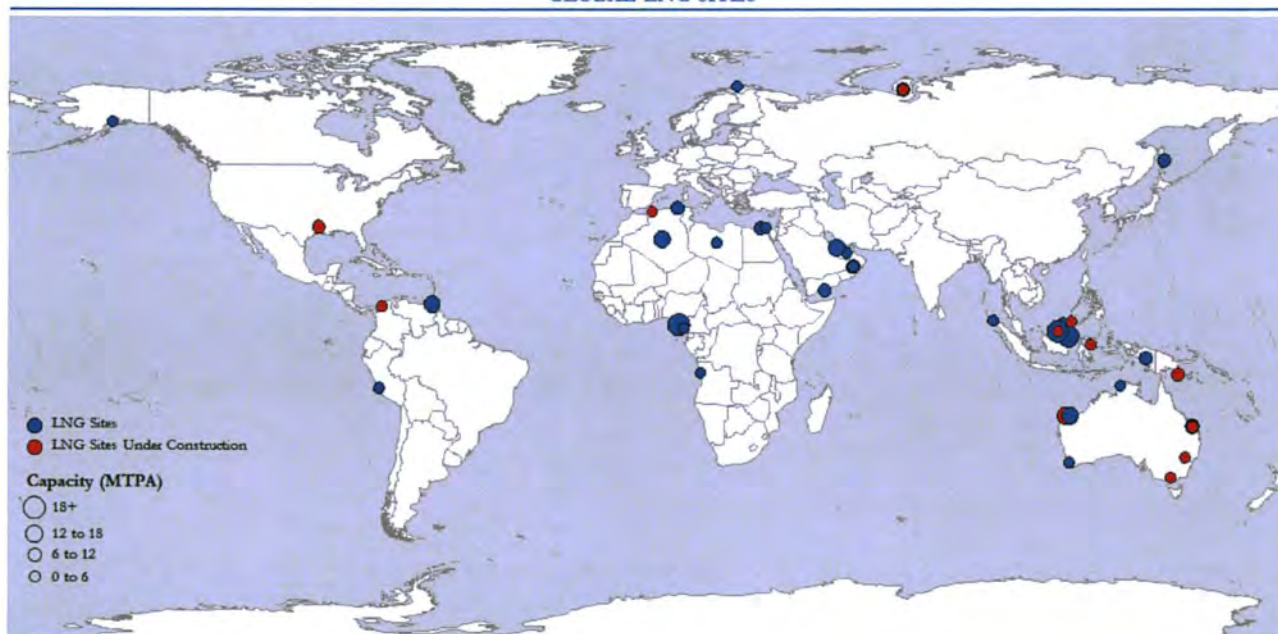 LNG Sites
LNG Sites Under Construction
Capacity (MTPA)
18+
12 to 18
6 to 12
0 to 6